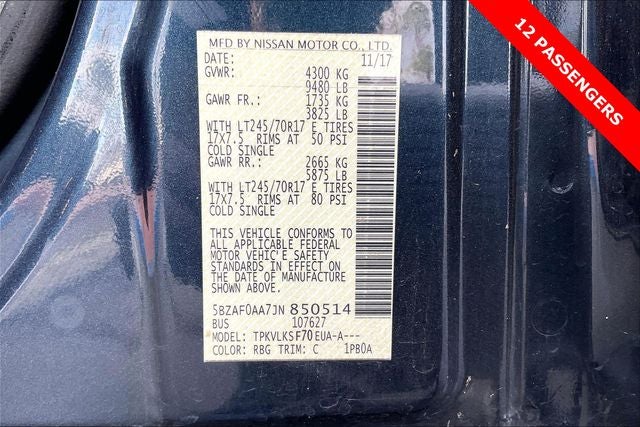 12 PASSENGERS
MFD BY NISSAN MOTOR CO., LTD.
DATE: 11/17
GVWR: 4300 KG
9480 LB
GAWR FR.: 1735 KG
3825 LB
WITH LT245/70R17 E TIRES
17X7.5 RIMS AT 50 PSI
COLD SINGLE
GAWR RR.: 2665 KG
5875 LB
WITH LT245/70R17 E TIRES
17X7.5 RIMS AT 80 PSI
COLD SINGLE
THIS VEHICLE CONFORMS TO
ALL APPLICABLE FEDERAL
MOTOR VEHIC'E SAFETY
STANDARDS IN EFFECT ON
THE DATE OF MANUFACTURE
SHOWN ABOVE.
5BZAF0AA7JN850514
BUS 107627
MODEL: TPKVLKSF70EUA-A---
COLOR: RBG TRIM: C 1PB0A